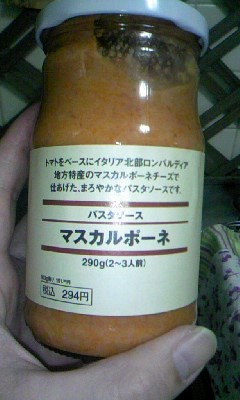 トマトをベースにイタリア北部ロンバルディア
地方特産のマスカルポーネチーズで
仕あげた、まろやかなパスタソースです。
パスタソース
マスカルポーネ
290g(2〜3人前)
税込 294円